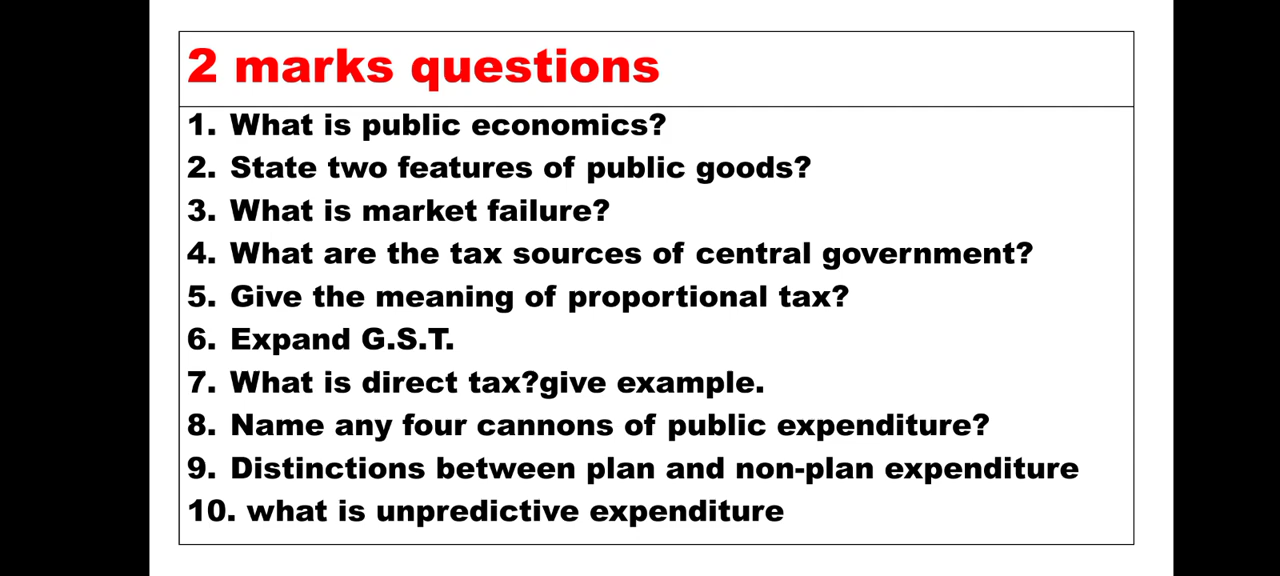 2 marks questions
1. What is public economics?
2. State two features of public goods?
3. What is market failure?
4. What are the tax sources of central government?
5. Give the meaning of proportional tax?
6. Expand G.S.T.
7. What is direct tax?give example.
8. Name any four cannons of public expenditure?
9. Distinctions between plan and non-plan expenditure
10. what is unpredictive expenditure